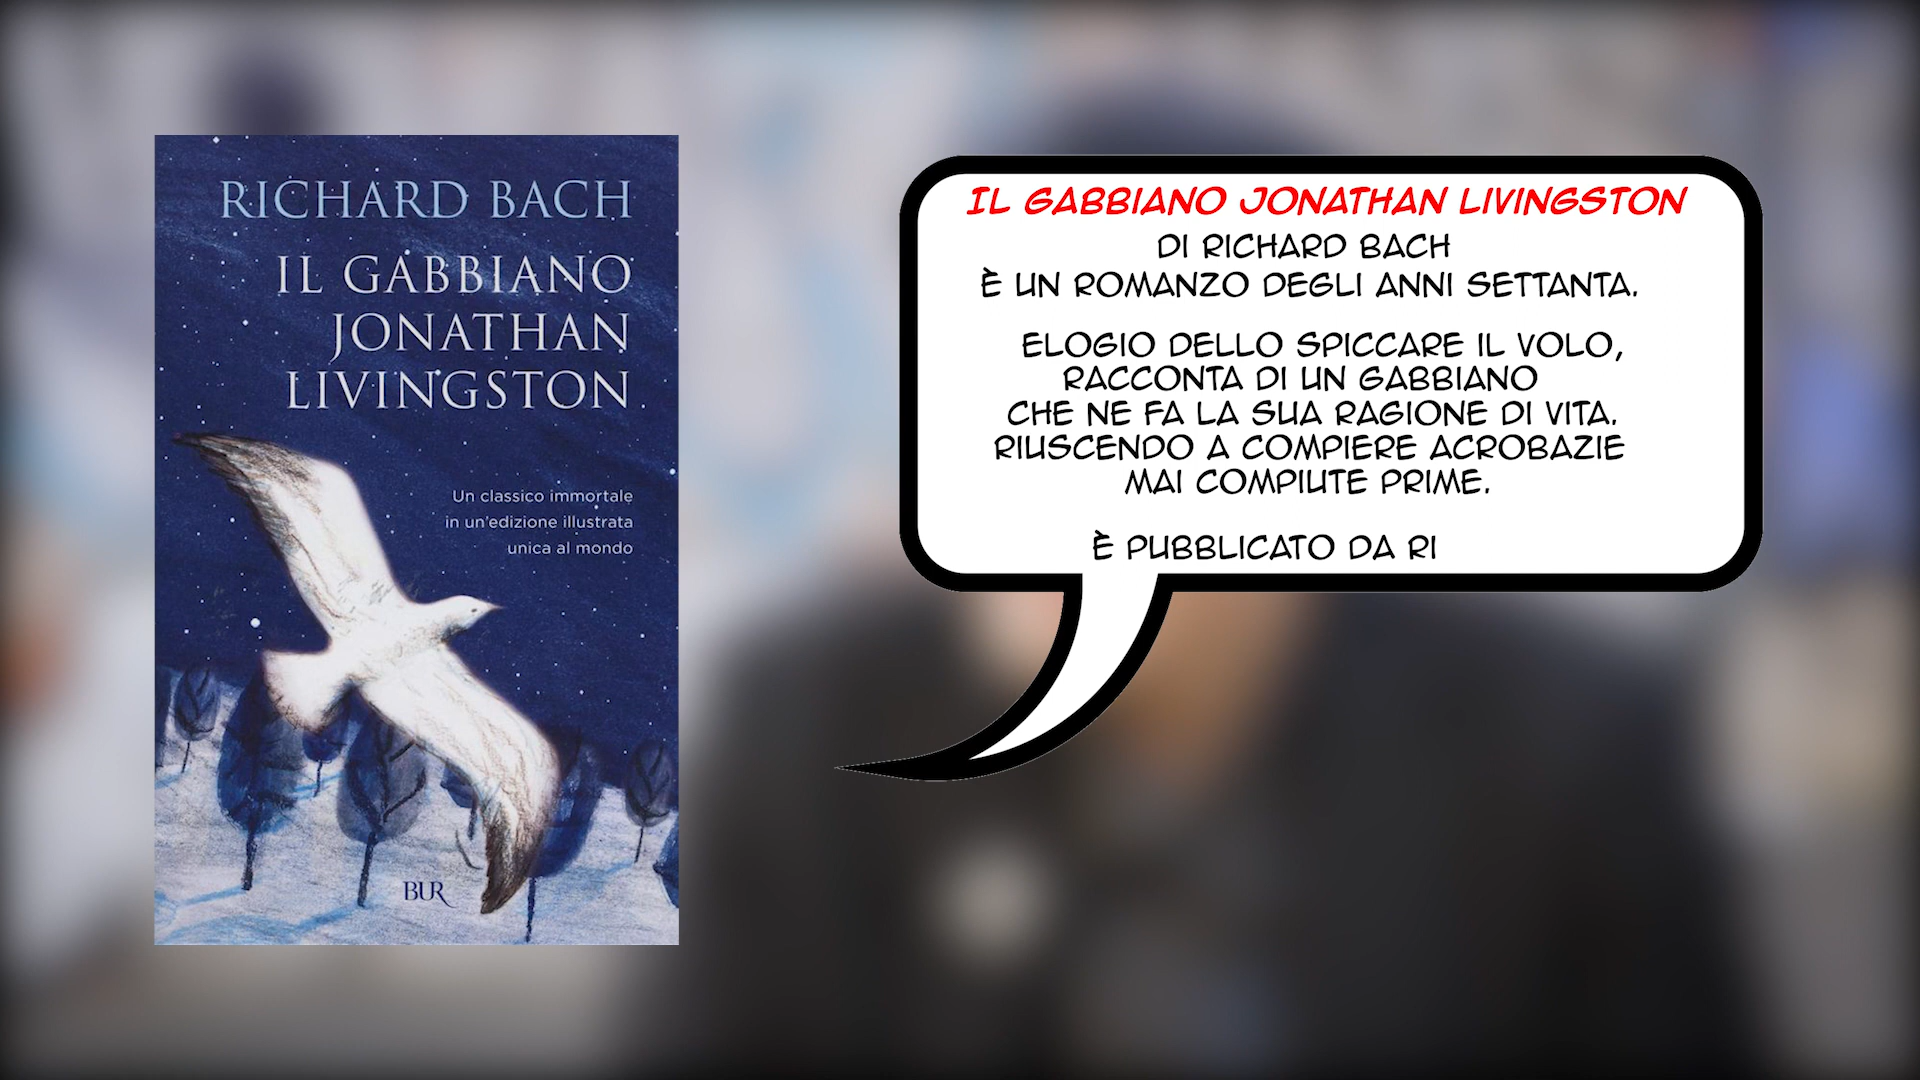 RICHARD BACH
IL GABBIANO
JONATHAN
LIVINGSTON
Un classico immortale
in un'edizione illustrata
unica al mondo
BUR
IL GABBIANO JONATHAN LIVINGSTON
DI RICHARD BACH
È UN ROMANZO DEGLI ANNI SETTANTA.
ELOGIO DELLO SPICCARE IL VOLO,
RACCONTA DI UN GABBIANO
CHE NE FA LA SUA RAGIONE DI VITA.
RIUSCENDO A COMPIERE ACROBAZIE
MAI COMPIUTE PRIME.
È PUBBLICATO DA RI